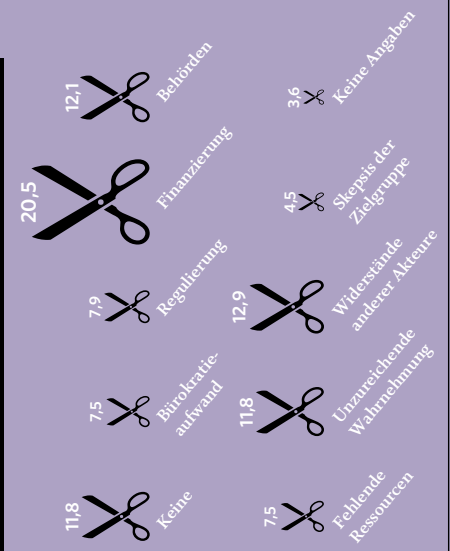 11,8
Keine
7,5
Bürokratie-
aufwand
7,9
Regulierung
20,5
Finanzierung
12,1
Behörden
7,5
Fehlende
Ressourcen
11,8
Unzureichende
Wahrnehmung
12,9
Widerstände
anderer Akteure
4,5
Skepsis der
Zielgruppe
3,6
Keine Angaben